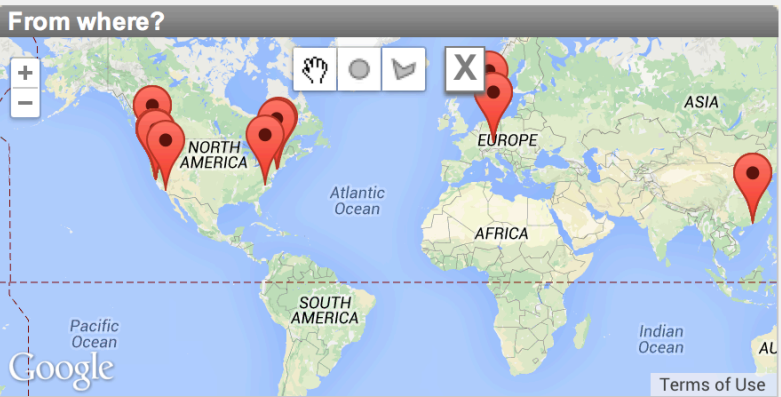 From where?
+
−
X
ASIA
NORTH
AMERICA
EUROPE
Atlantic
Ocean
AFRICA
SOUTH
AMERICA
Pacific
Ocean
Indian
Ocean
AU
Google
Terms of Use